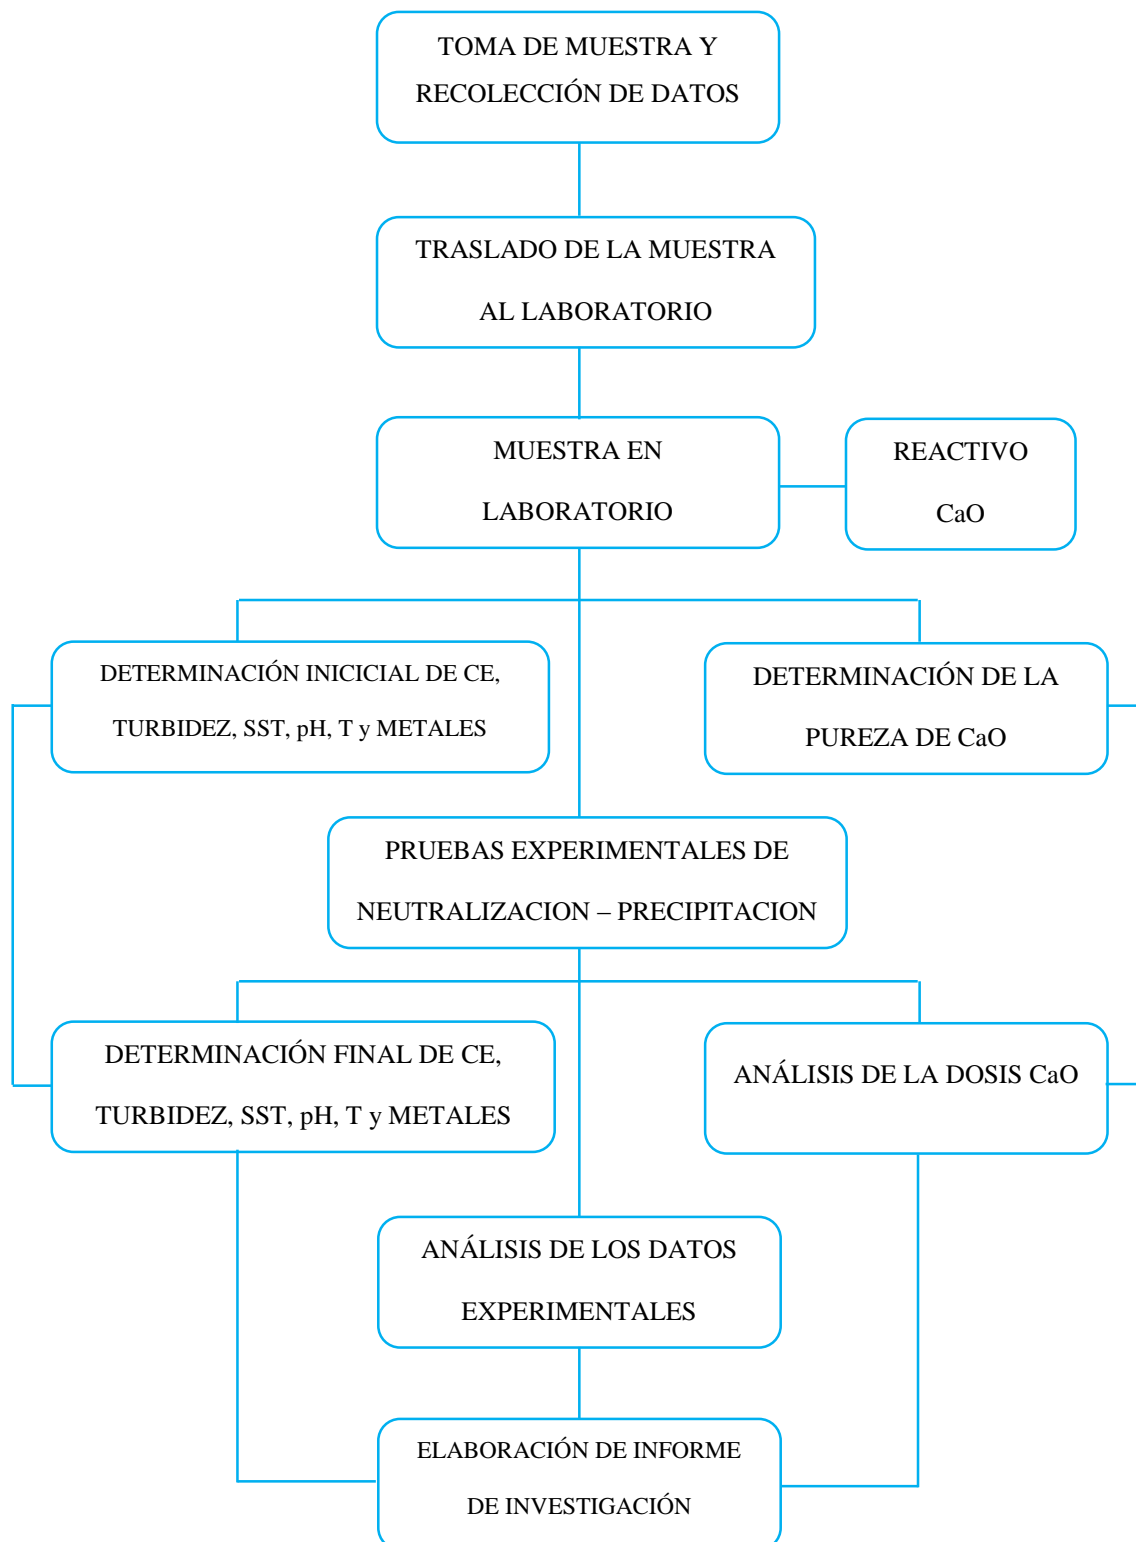 TOMA DE MUESTRA Y
RECOLECCIÓN DE DATOS
TRASLADO DE LA MUESTRA
AL LABORATORIO
MUESTRA EN
LABORATORIO
REACTIVO
CaO
DETERMINACIÓN INICICIAL DE CE,
TURBIDEZ, SST, pH, T y METALES
DETERMINACIÓN DE LA
PUREZA DE CaO
PRUEBAS EXPERIMENTALES DE
NEUTRALIZACION – PRECIPITACION
DETERMINACIÓN FINAL DE CE,
TURBIDEZ, SST, pH, T y METALES
ANÁLISIS DE LA DOSIS CaO
ANÁLISIS DE LOS DATOS
EXPERIMENTALES
ELABORACIÓN DE INFORME
DE INVESTIGACIÓN